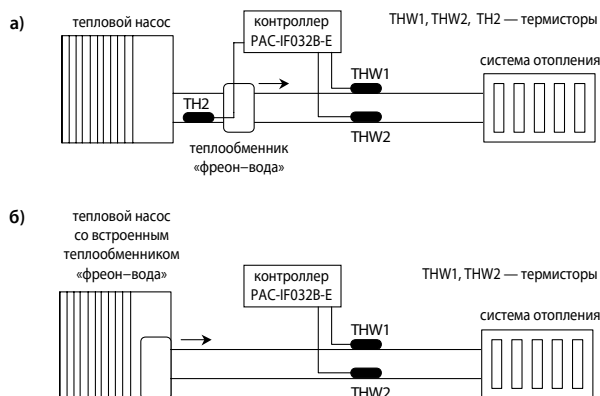 а)
тепловой насос
контроллер
PAC-IF032B-E
THW1, THW2, TH2 — термисторы
система отопления
THW1
TH2
THW2
теплообменник
«фреон–вода»
б)
тепловой насос
со встроенным
теплообменником
«фреон–вода»
контроллер
PAC-IF032B-E
THW1, THW2 — термисторы
система отопления
THW1
THW2